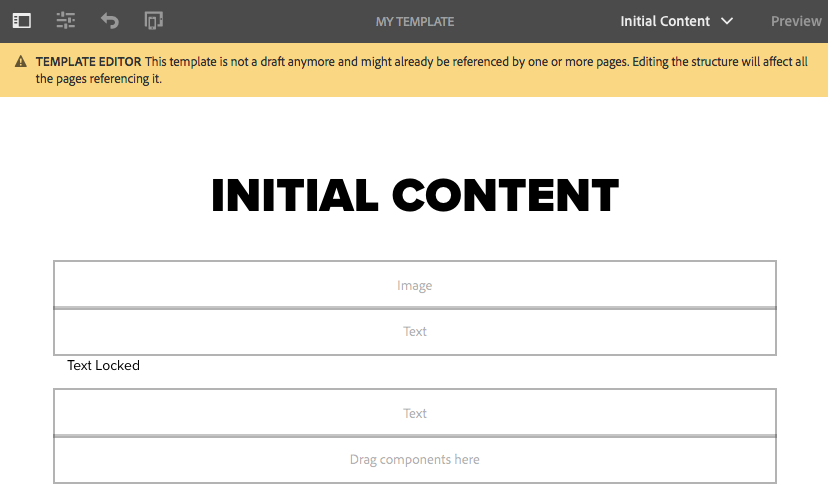 MY TEMPLATE
Initial Content
Preview
TEMPLATE EDITOR This template is not a draft anymore and might already be referenced by one or more pages. Editing the structure will affect all
the pages referencing it.
INITIAL CONTENT
Image
Text
Text Locked
Text
Drag components here